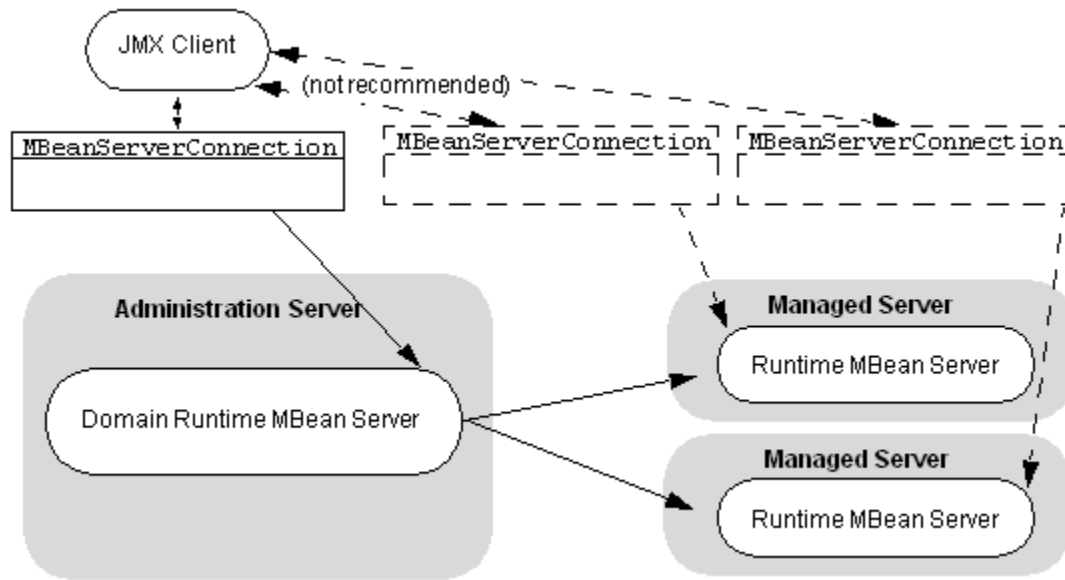 JMX Client
(not recommended)
MBeanServerConnection
MBeanServerConnection
MBeanServerConnection
Administration Server
Domain Runtime MBean Server
Managed Server
Runtime MBean Server
Managed Server
Runtime MBean Server